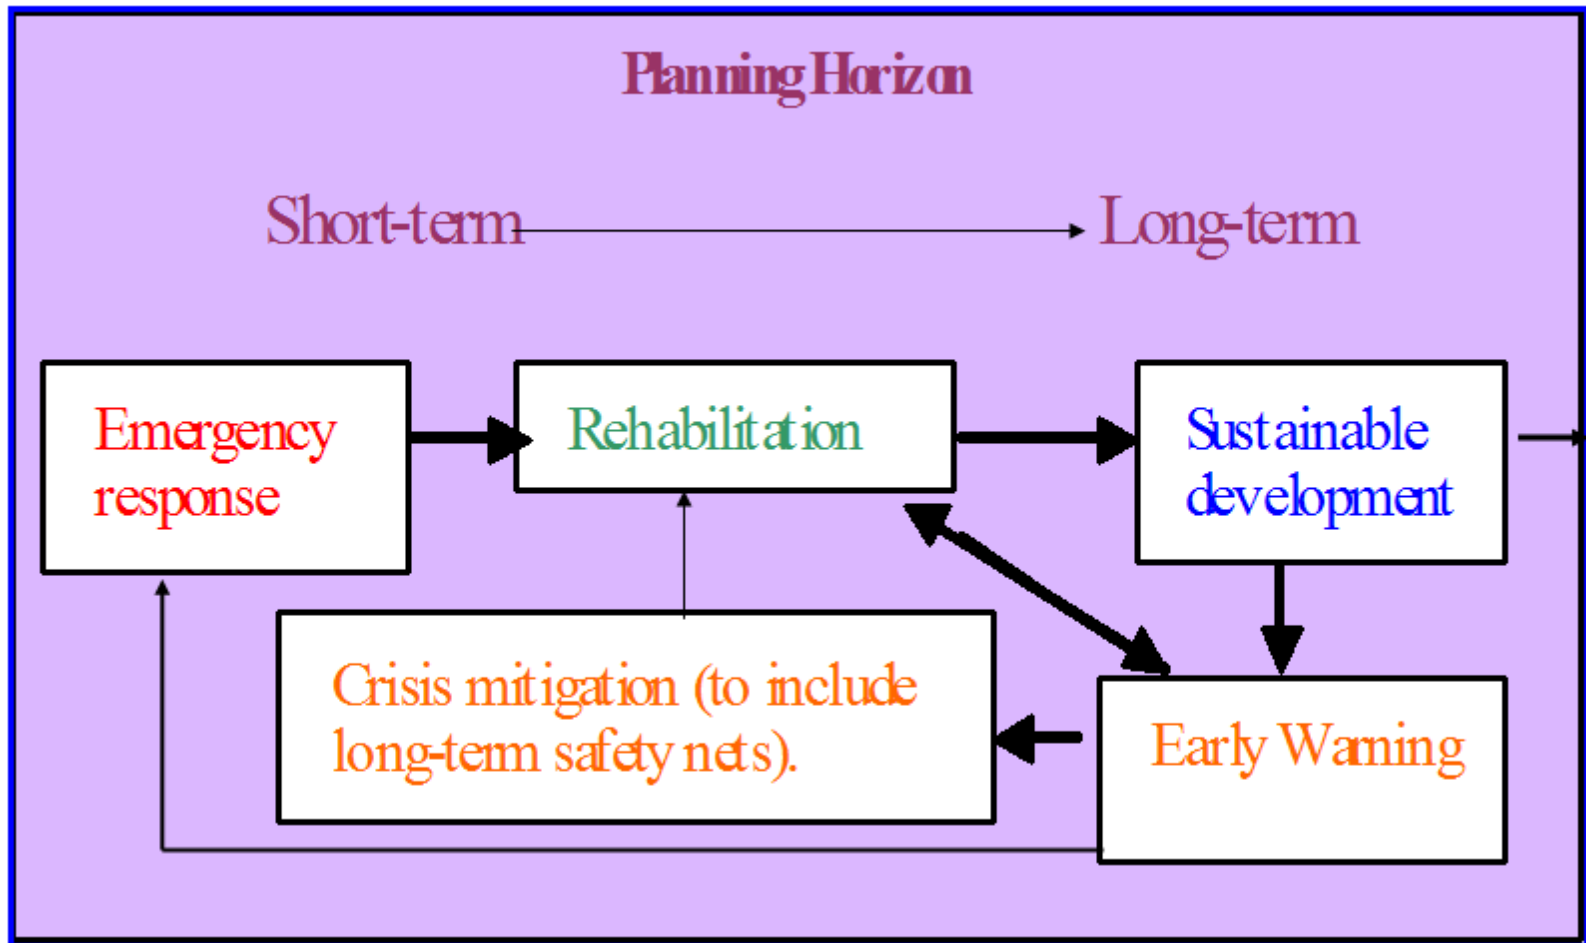 Planning Horizon
Short-term
Long-term
Emergency
response
Rehabilitation
Sustainable
development
Crisis mitigation (to include
long-term safety nets).
Early Warning